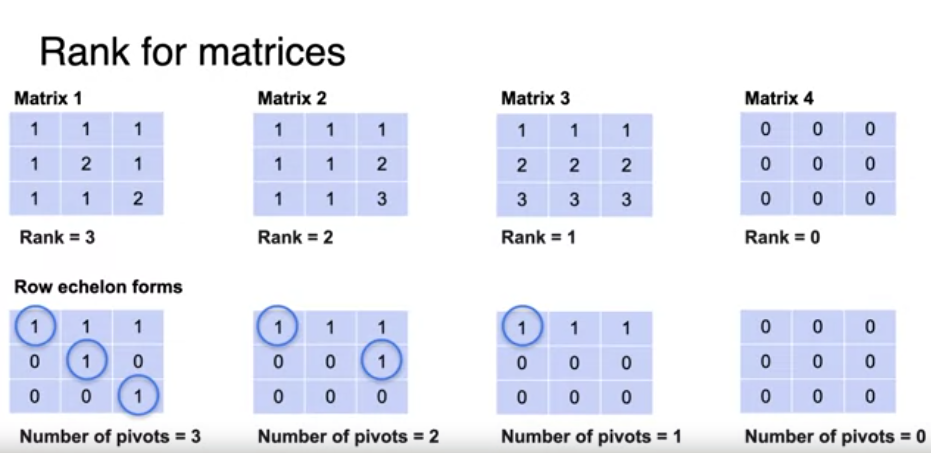 Rank for matrices
Matrix 1 Matrix 2 Matrix 3 Matrix 4
1 1 1 1 1 1 1 1 1 0 0 0
1 2 1 1 1 2 2 2 2 0 0 0
1 1 2 1 1 3 3 3 3 0 0 0
Rank = 3 Rank = 2 Rank = 1 Rank = 0
Row echelon forms
1 1 1 1 1 1 1 1 1 0 0 0
0 1 0 0 0 1 0 0 0 0 0 0
0 0 1 0 0 0 0 0 0 0 0 0
Number of pivots = 3 Number of pivots = 2 Number of pivots = 1 Number of pivots = 0